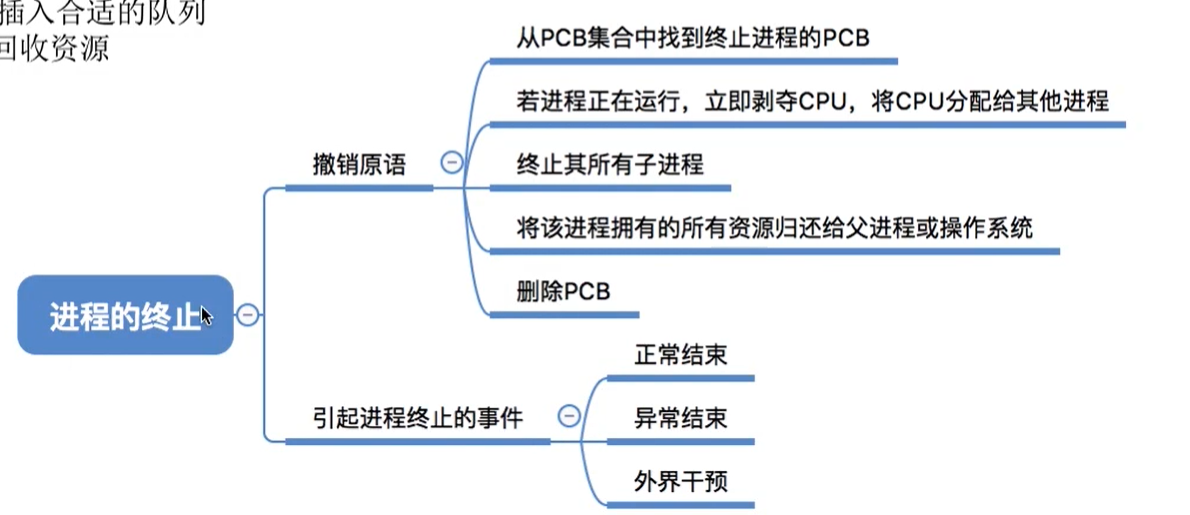 插入合适的队列
回收资源
进程的终止
撤销原语
从PCB集合中找到终止进程的PCB
若进程正在运行，立即剥夺CPU，将CPU分配给其他进程
终止其所有子进程
将该进程拥有的所有资源归还给父进程或操作系统
删除PCB
引起进程终止的事件
正常结束
异常结束
外界干预